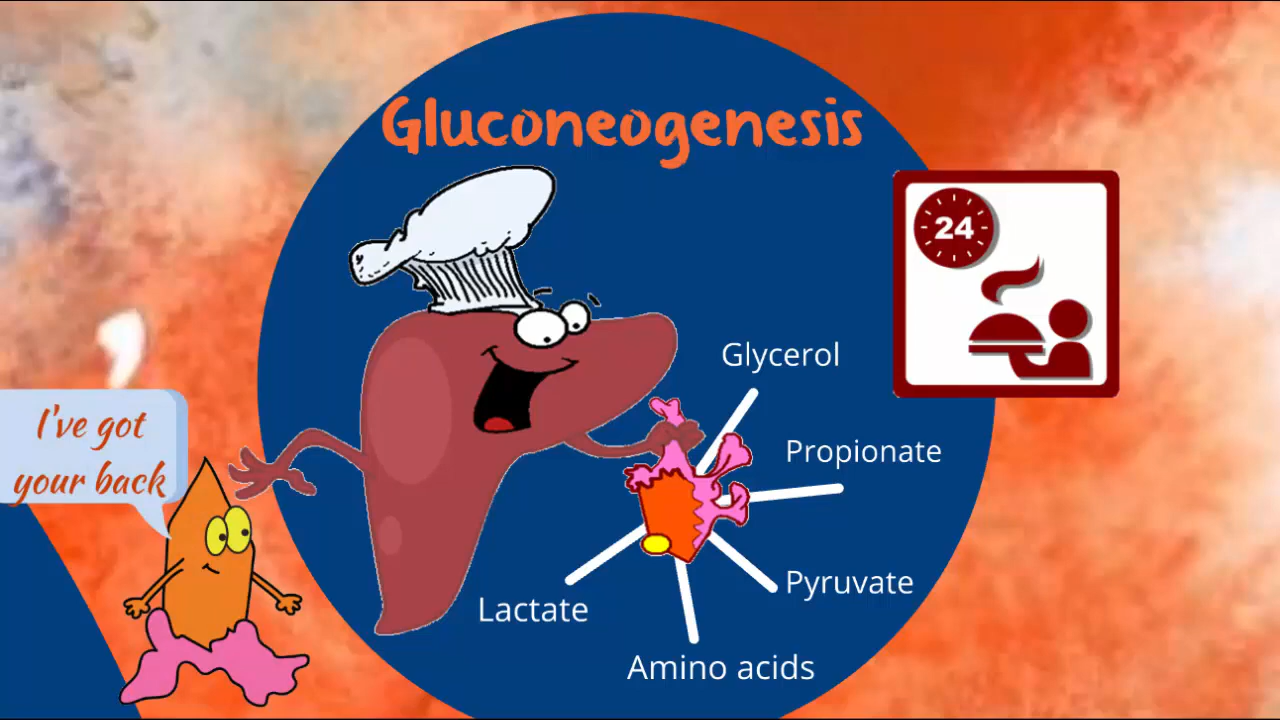 Gluconeogenesis
24
Glycerol
I've got
your back
Propionate
Pyruvate
Lactate
Amino acids